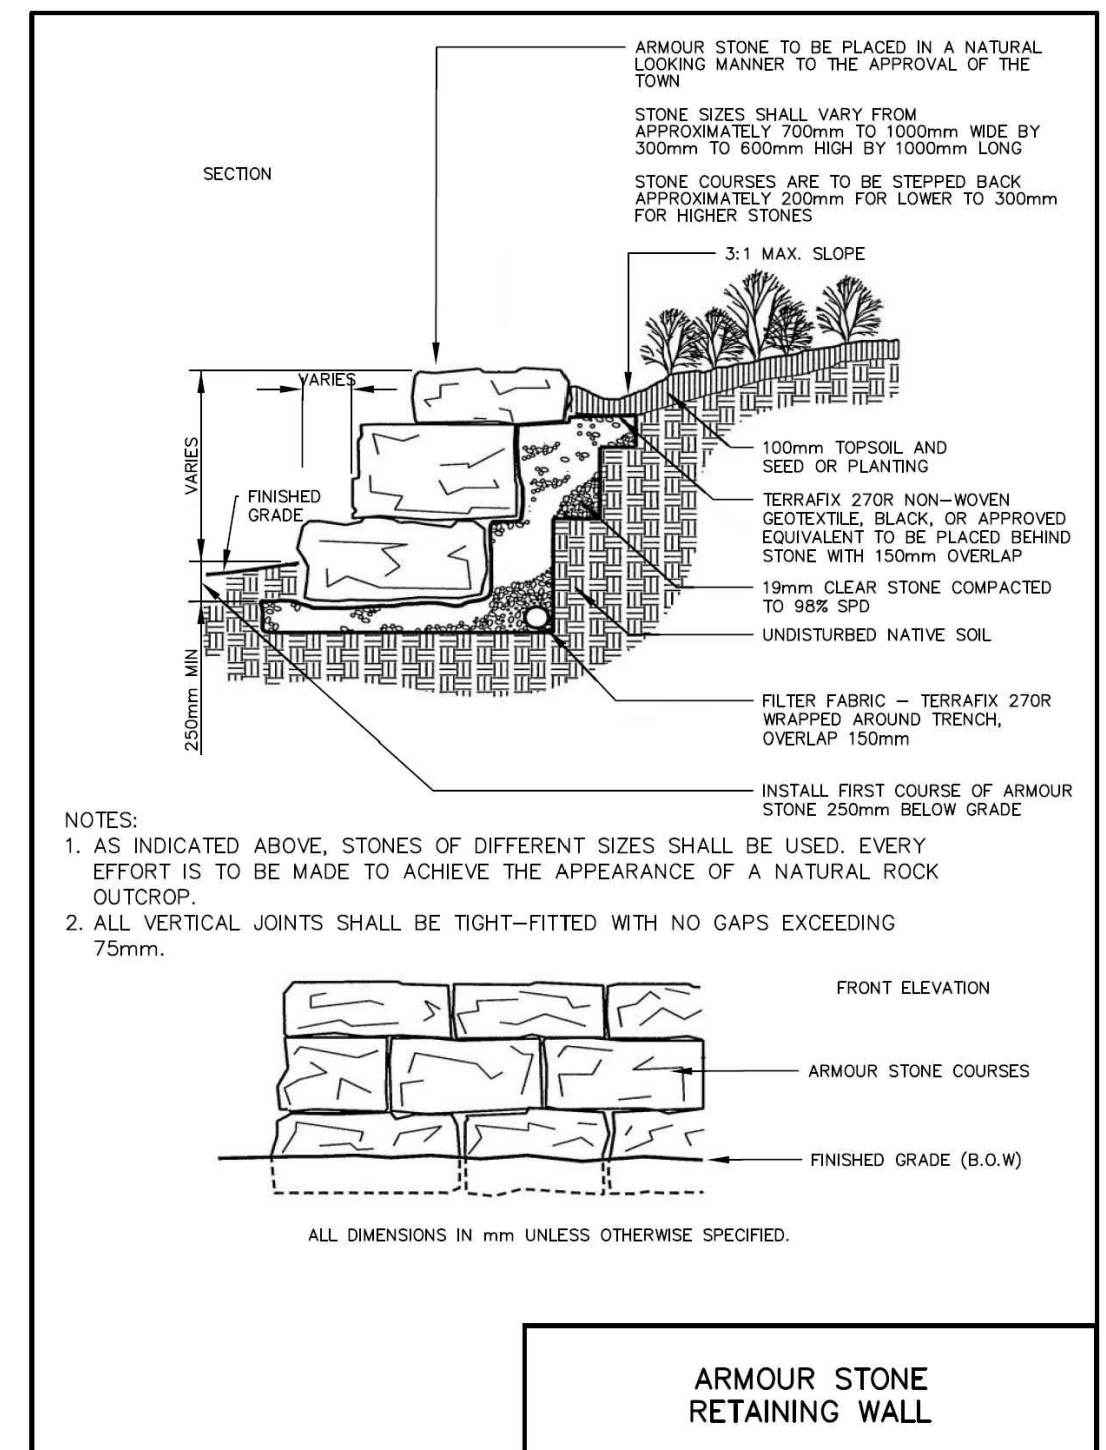 ARMOUR STONE TO BE PLACED IN A NATURAL
LOOKING MANNER TO THE APPROVAL OF THE
TOWN
STONE SIZES SHALL VARY FROM
APPROXIMATELY 700mm TO 1000mm WIDE BY
300mm TO 600mm HIGH BY 1000mm LONG
SECTION
STONE COURSES ARE TO BE STEPPED BACK
APPROXIMATELY 200mm FOR LOWER TO 300mm
FOR HIGHER STONES
3:1 MAX. SLOPE
VARIES
VARIES
FINISHED
GRADE
250mm MIN
100mm TOPSOIL AND
SEED OR PLANTING
TERRAFIX 270R NON-WOVEN
GEOTEXTILE, BLACK, OR APPROVED
EQUIVALENT TO BE PLACED BEHIND
STONE WITH 150mm OVERLAP
19mm CLEAR STONE COMPACTED
TO 98% SPD
UNDISTURBED NATIVE SOIL
FILTER FABRIC – TERRAFIX 270R
WRAPPED AROUND TRENCH,
OVERLAP 150mm
INSTALL FIRST COURSE OF ARMOUR
STONE 250mm BELOW GRADE
NOTES:
1. AS INDICATED ABOVE, STONES OF DIFFERENT SIZES SHALL BE USED. EVERY
EFFORT IS TO BE MADE TO ACHIEVE THE APPEARANCE OF A NATURAL ROCK
OUTCROP.
2. ALL VERTICAL JOINTS SHALL BE TIGHT-FITTED WITH NO GAPS EXCEEDING
75mm.
FRONT ELEVATION
ARMOUR STONE COURSES
FINISHED GRADE (B.O.W)
ALL DIMENSIONS IN mm UNLESS OTHERWISE SPECIFIED.
ARMOUR STONE
RETAINING WALL